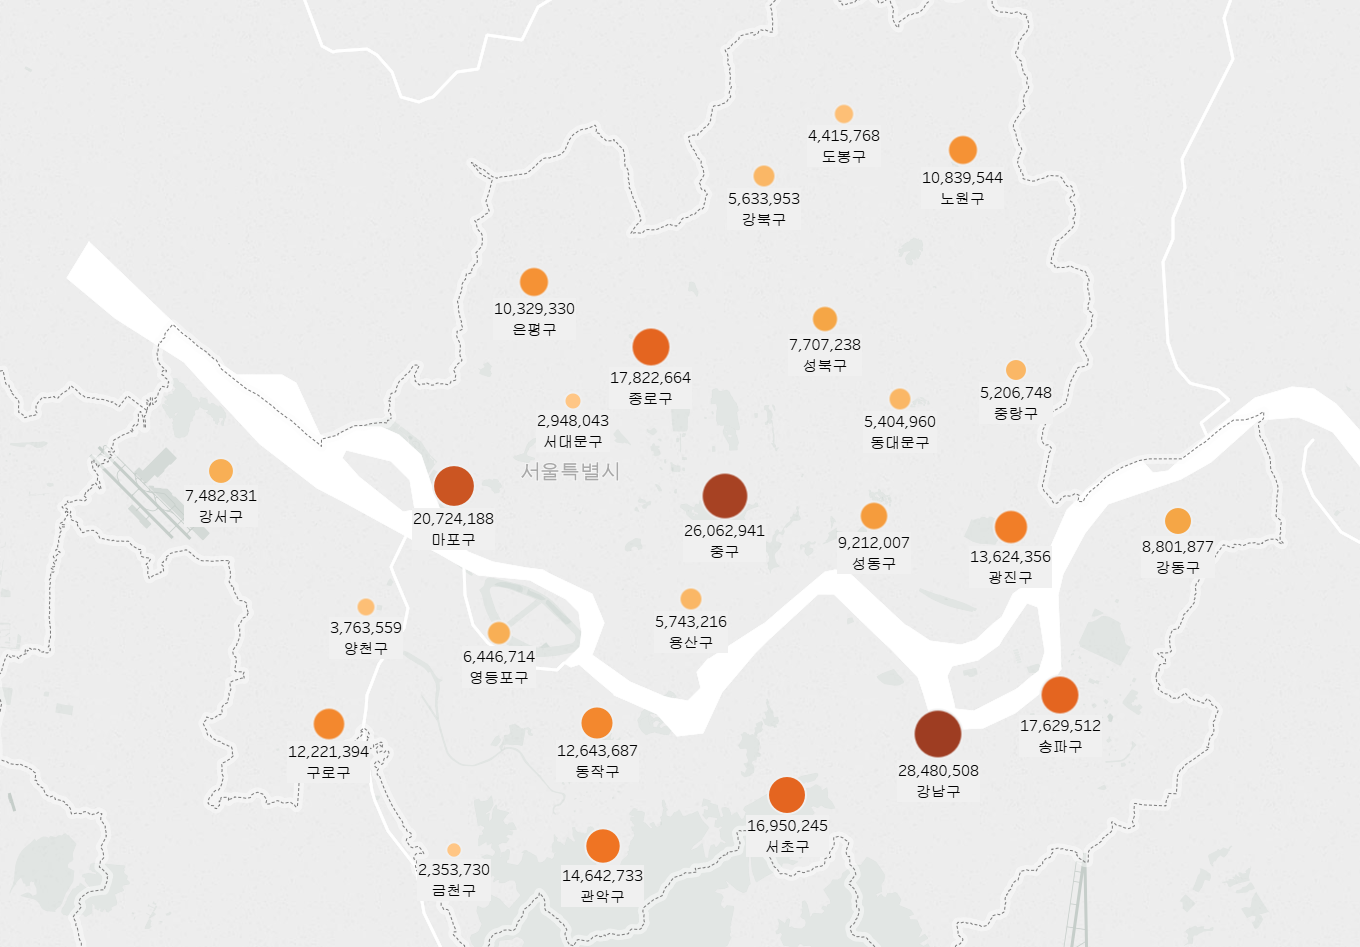 4,415,768
도봉구
10,839,544
노원구
5,633,953
강북구
10,329,330
은평구
7,707,238
성북구
17,822,664
종로구
5,206,748
중랑구
2,948,043
서대문구
5,404,960
동대문구
서울특별시
7,482,831
강서구
20,724,188
마포구
26,062,941
중구
9,212,007
성동구
13,624,356
광진구
8,801,877
강동구
3,763,559
양천구
5,743,216
용산구
6,446,714
영등포구
17,629,512
송파구
12,221,394
구로구
12,643,687
동작구
28,480,508
강남구
16,950,245
서초구
2,353,730
금천구
14,642,733
관악구